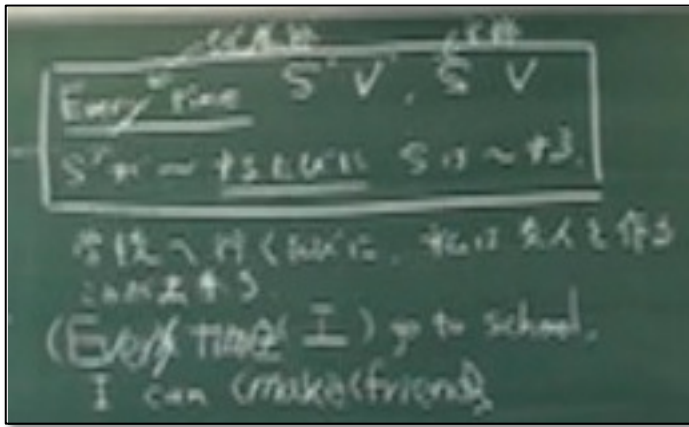 Every time S' V', S V
S'が〜するたびに Sは〜する.
学校へ行くたびに、私は友人を作る
ことが出来る
(Every time( I ) go to school,
I can (make(friends